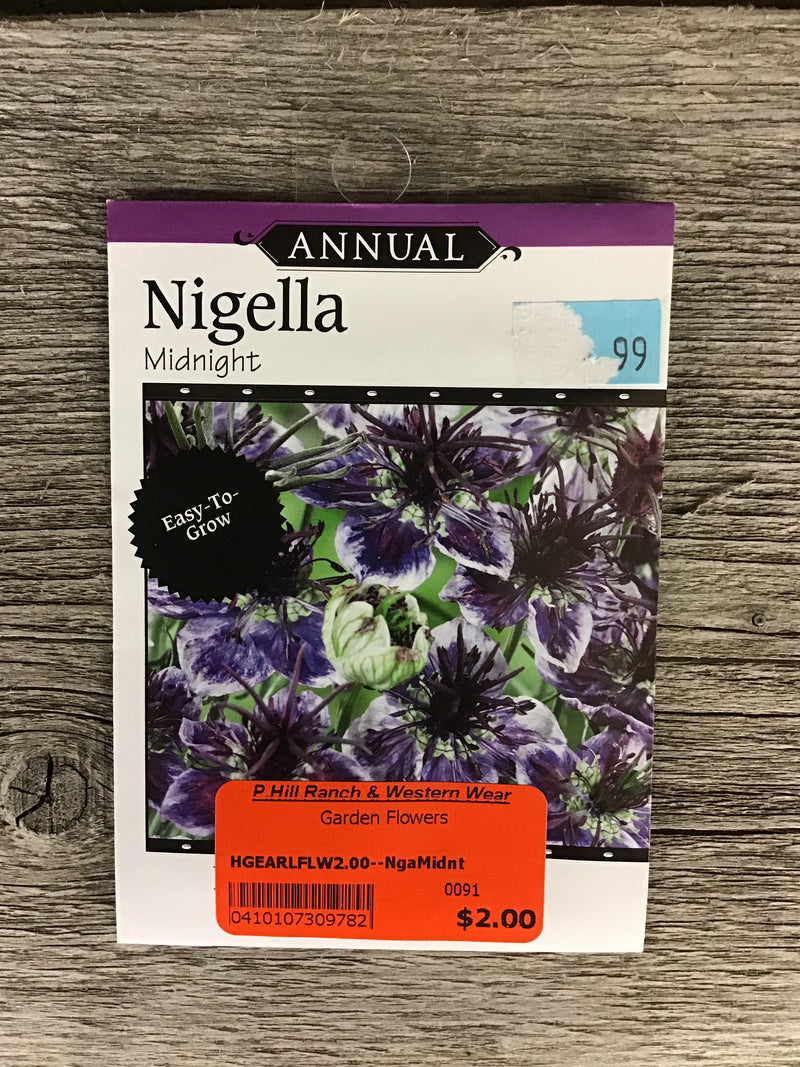 ANNUAL
Nigella
Midnight
99
Easy-To-
Grow
P.Hill Ranch & Western Wear
Garden Flowers
HGEARLFLW2.00--NgaMidnt
0091
0410107309782
$2.00